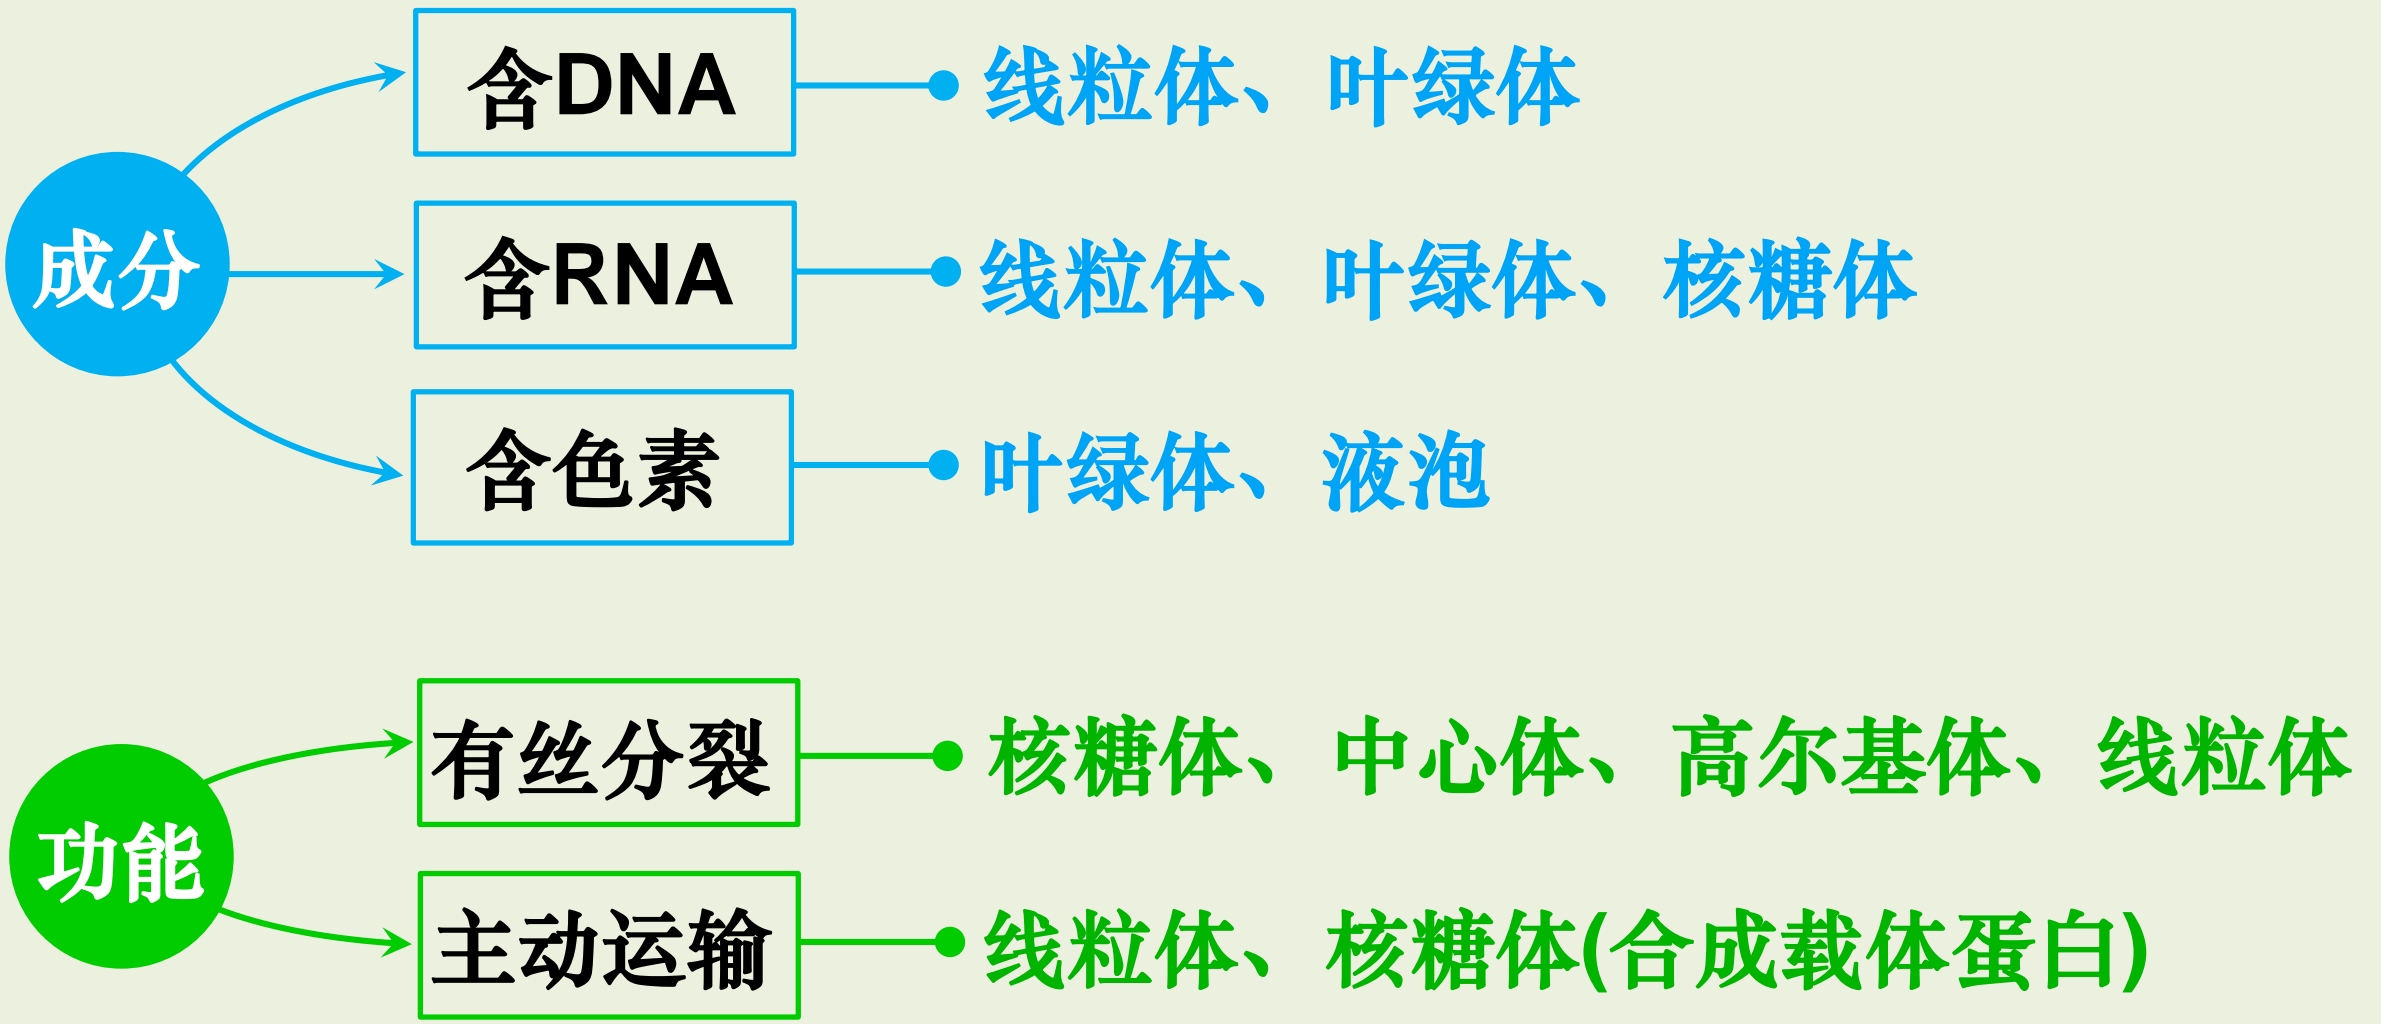 成分
含DNA 线粒体、叶绿体
含RNA 线粒体、叶绿体、核糖体
含色素 叶绿体、液泡
功能
有丝分裂 核糖体、中心体、高尔基体、线粒体
主动运输 线粒体、核糖体(合成载体蛋白)